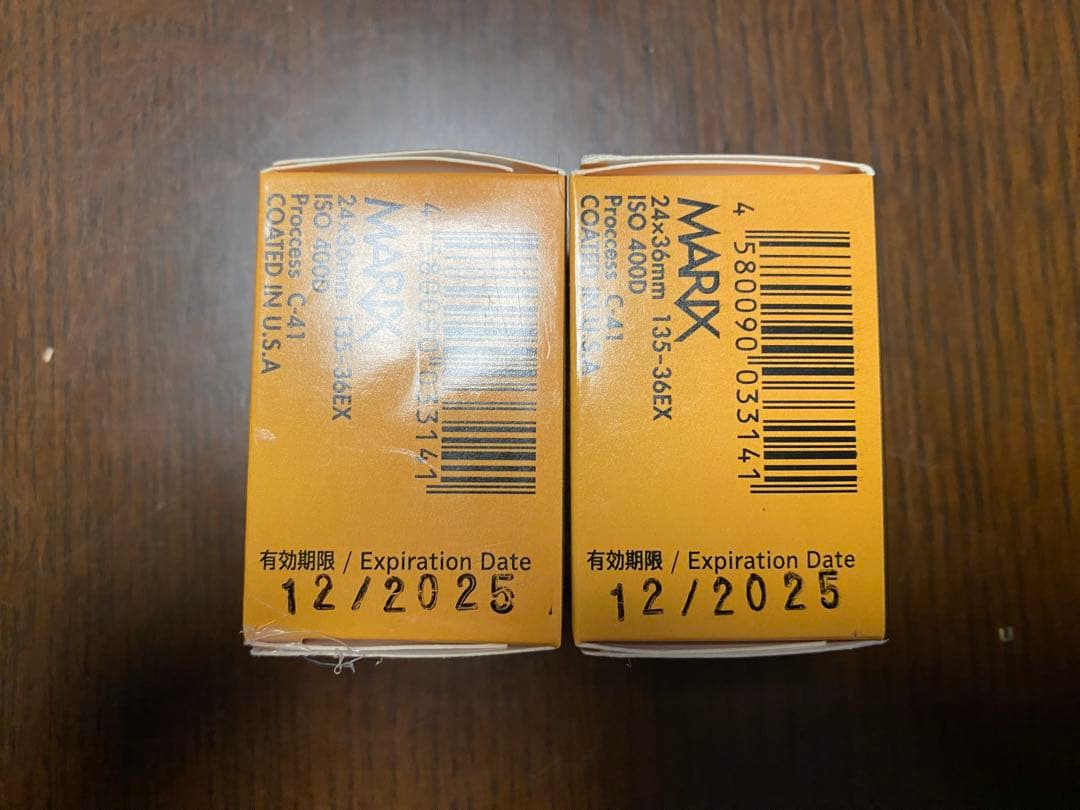 MARIX
24×36mm 135-36EX
ISO 400D
Proccess C-41
COATED IN U.S.A
4 580090 033141
有効期限 / Expiration Date
12/2025
MARIX
24×36mm 135-36EX
ISO 400D
Proccess C-41
COATED IN U.S.A
4 580090 033141
有効期限 / Expiration Date
12/2025